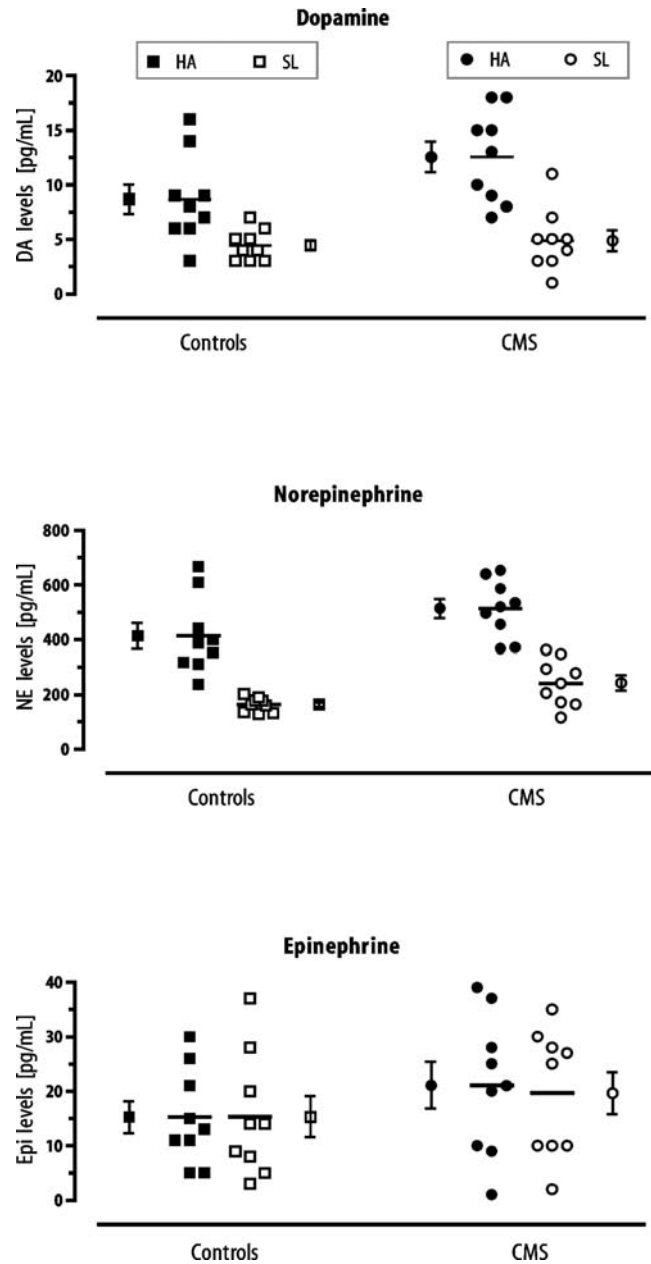 Dopamine
HA SL HA SL
DA levels [pg/mL]
20
15
10
5
0
Controls CMS
Norepinephrine
NE levels [pg/mL]
800
600
400
200
0
Controls CMS
Epinephrine
Epi levels [pg/mL]
40
30
20
10
0
Controls CMS